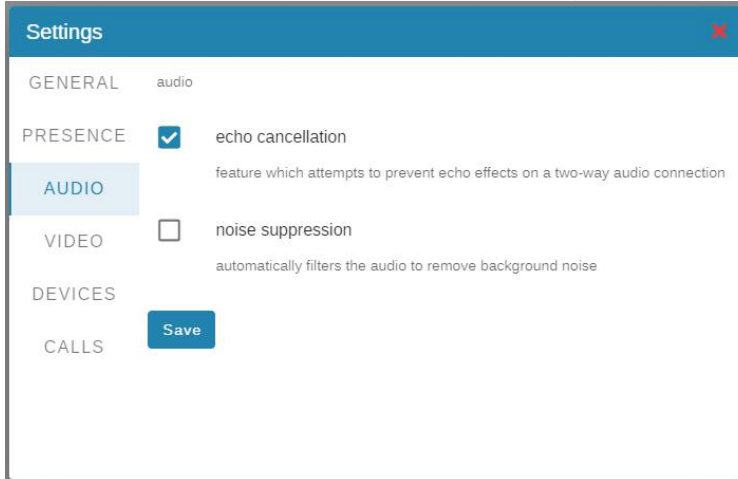 Settings
GENERAL
PRESENCE
AUDIO
VIDEO
DEVICES
CALLS
audio
echo cancellation
feature which attempts to prevent echo effects on a two-way audio connection
noise suppression
automatically filters the audio to remove background noise
Save